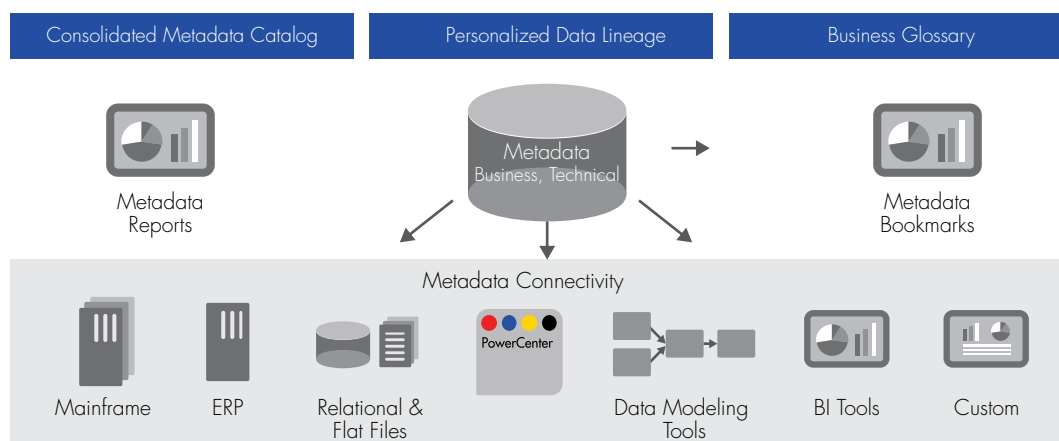 Consolidated Metadata Catalog
Personalized Data Lineage
Business Glossary
Metadata
Reports
Metadata
Business, Technical
Metadata
Bookmarks
Metadata Connectivity
Mainframe
ERP
Relational &
Flat Files
PowerCenter
Data Modeling
Tools
BI Tools
Custom